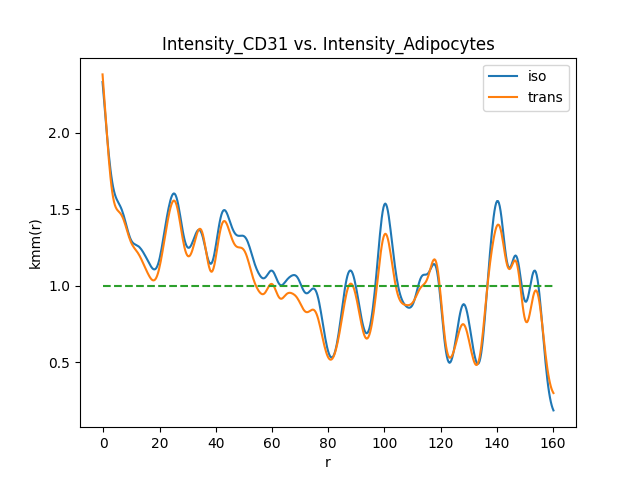 Intensity_CD31 vs. Intensity_Adipocytes
iso
trans
kmm(r)
2.0
1.5
1.0
0.5
0 20 40 60 80 100 120 140 160
r